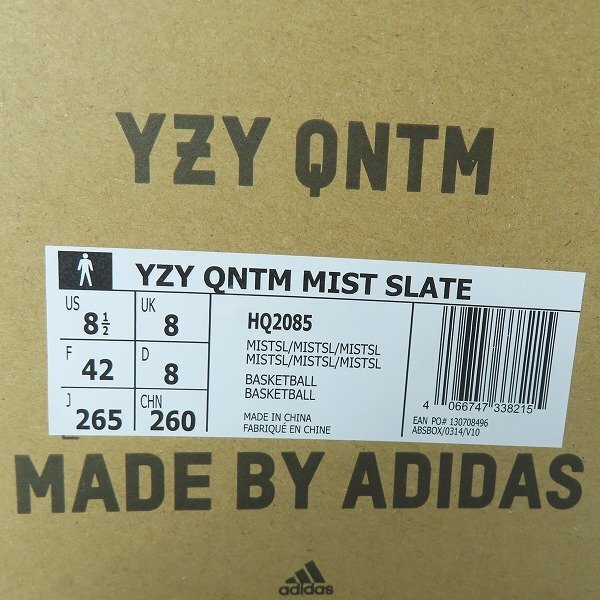 YZY QNTM
YZY QNTM MIST SLATE
US
8 1/2
UK
8
F
42
D
8
J
265
CHN
260
HQ2085
MISTSL/MISTSL/MISTSL
MISTSL/MISTSL/MISTSL
BASKETBALL
BASKETBALL
MADE IN CHINA
FABRIQUÉ EN CHINE
4 066747 338215
EAN PO# 130708496
ABSBOX/0314/V10
MADE BY ADIDAS
adidas